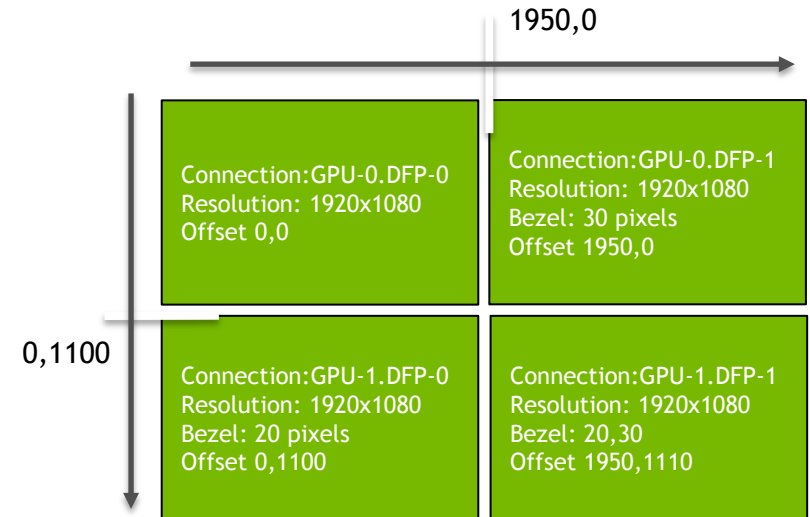 1950,0
Connection:GPU-0.DFP-0
Resolution: 1920x1080
Offset 0,0
Connection:GPU-0.DFP-1
Resolution: 1920x1080
Bezel: 30 pixels
Offset 1950,0
0,1100
Connection:GPU-1.DFP-0
Resolution: 1920x1080
Bezel: 20 pixels
Offset 0,1100
Connection:GPU-1.DFP-1
Resolution: 1920x1080
Bezel: 20,30
Offset 1950,1110